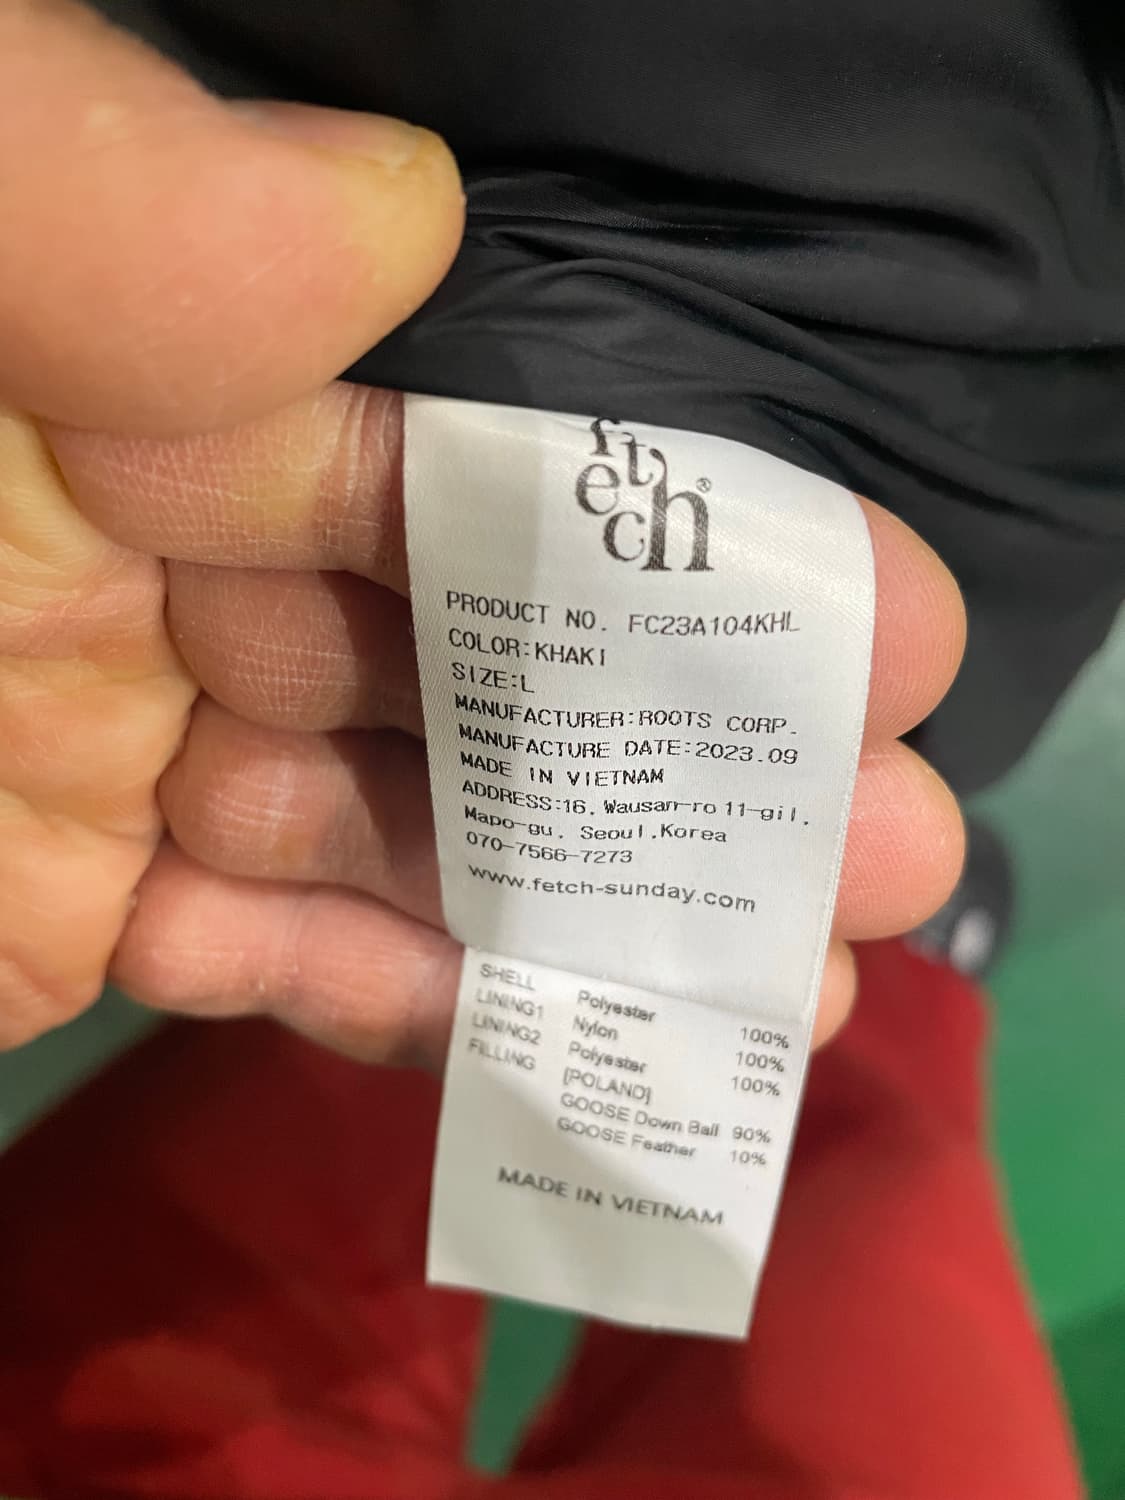 fetch®
PRODUCT NO. FC23A104KHL
COLOR:KHAKI
SIZE:L
MANUFACTURER:ROOTS CORP.
MANUFACTURE DATE:2023.09
MADE IN VIETNAM
ADDRESS:16, Wausan-ro 11-gil,
Mapo-gu, Seoul,Korea
070-7566-7273
www.fetch-sunday.com
SHELL Polyester 100%
LINING1 Nylon 100%
LINING2 Polyester 100%
FILLING [POLAND]
GOOSE Down Ball 90%
GOOSE Feather 10%
MADE IN VIETNAM